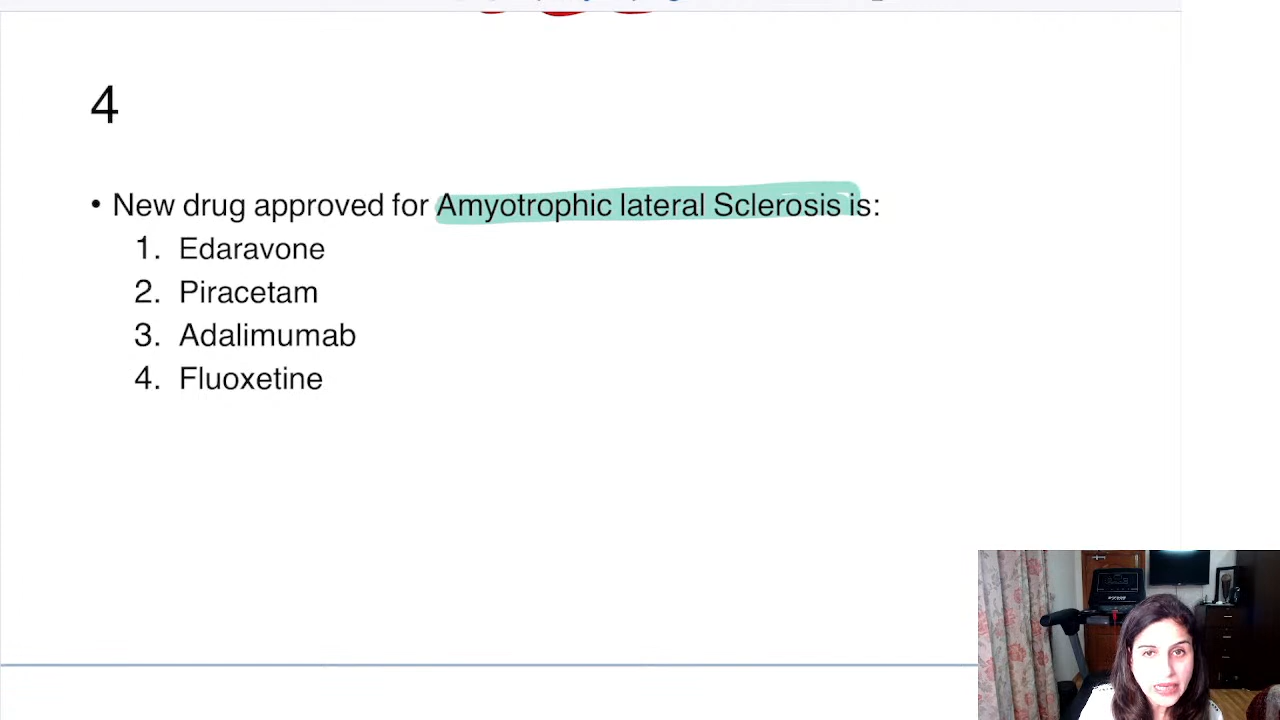 4
• New drug approved for Amyotrophic lateral Sclerosis is:
1. Edaravone
2. Piracetam
3. Adalimumab
4. Fluoxetine